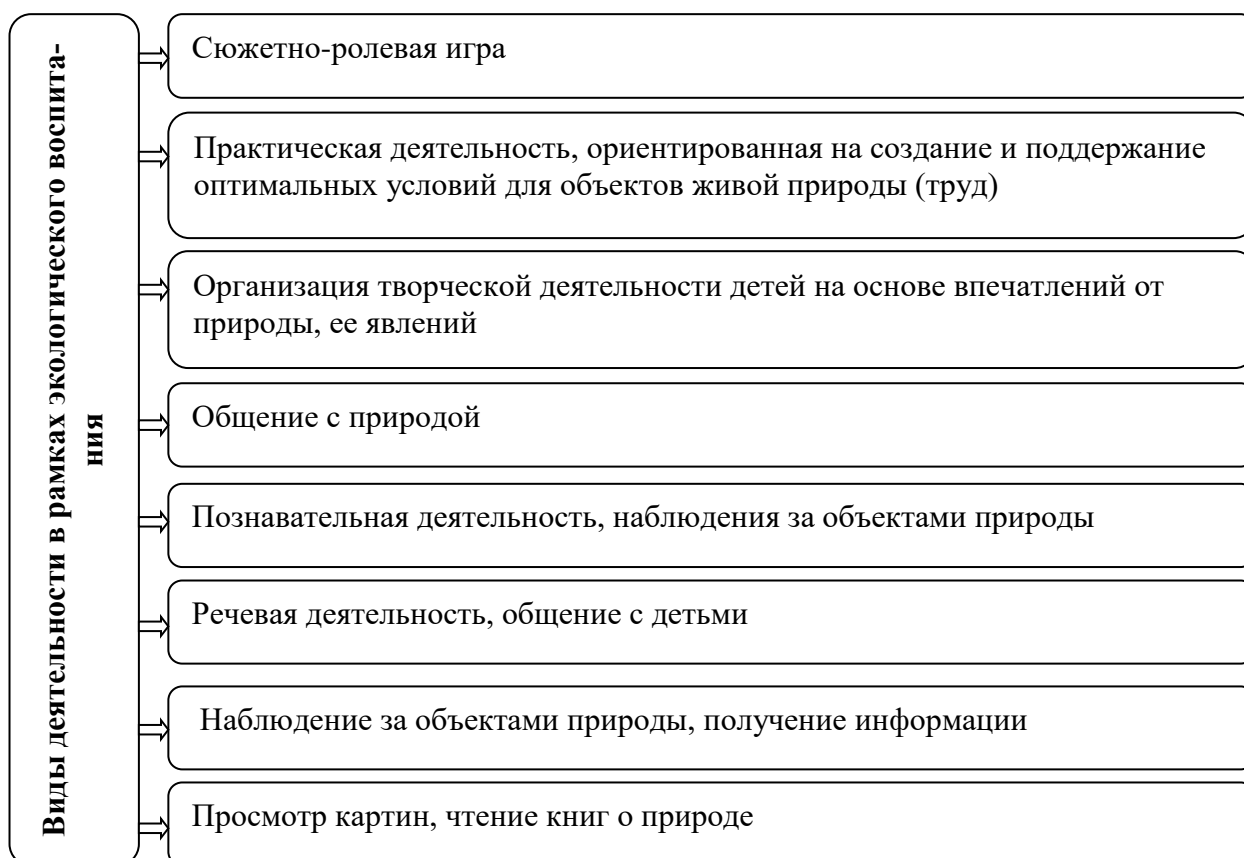 Виды деятельности в рамках экологического воспита-
ния
Сюжетно-ролевая игра
Практическая деятельность, ориентированная на создание и поддержание
оптимальных условий для объектов живой природы (труд)
Организация творческой деятельности детей на основе впечатлений от
природы, ее явлений
Общение с природой
Познавательная деятельность, наблюдения за объектами природы
Речевая деятельность, общение с детьми
Наблюдение за объектами природы, получение информации
Просмотр картин, чтение книг о природе